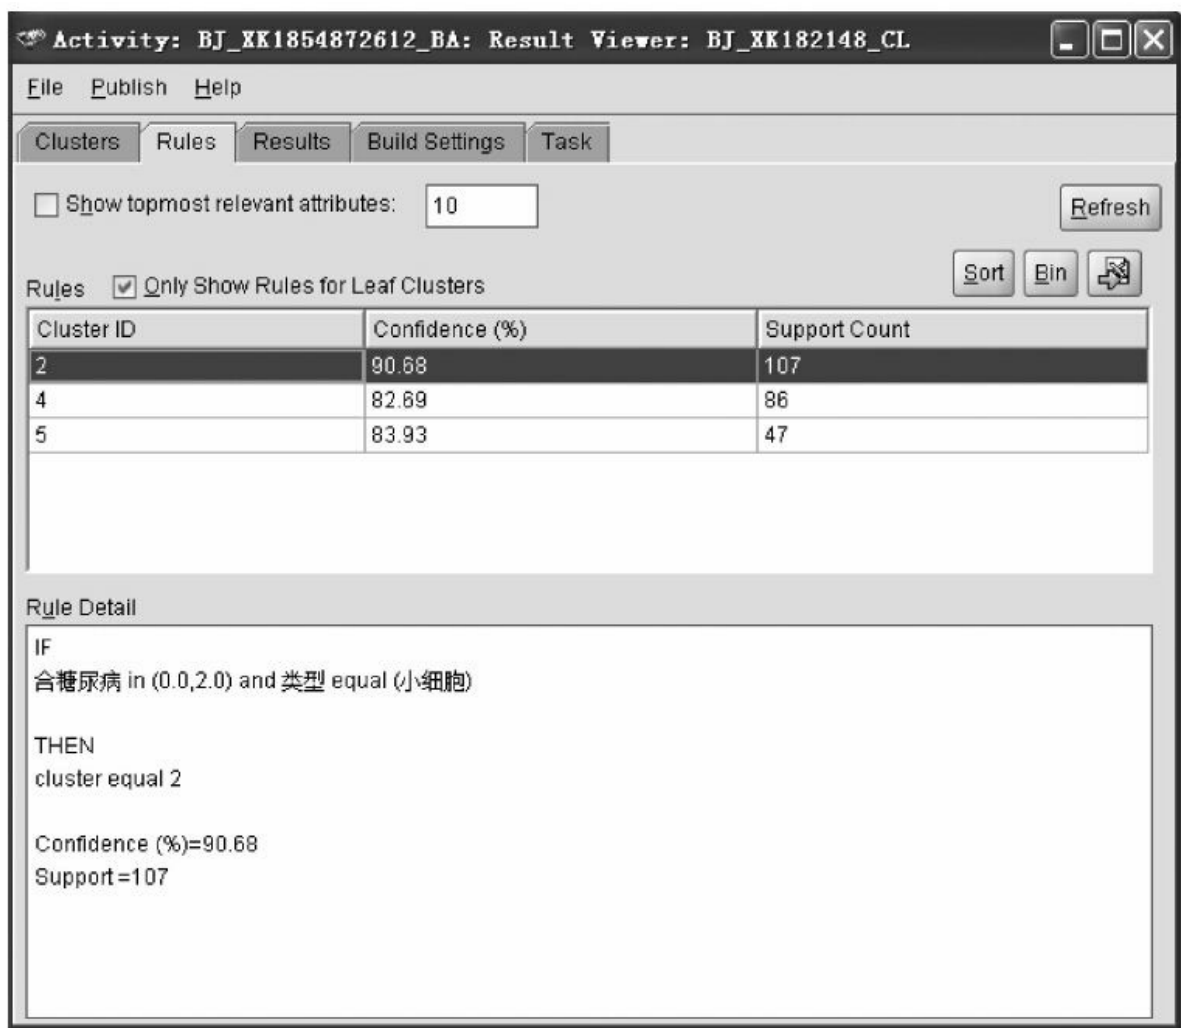 Activity: BJ_XK1854872612_BA: Result Viewer: BJ_XK182148_CL
File Publish Help
Clusters Rules Results Build Settings Task
Show topmost relevant attributes: 10 Refresh
Rules Only Show Rules for Leaf Clusters Sort Bin
Cluster ID Confidence (%) Support Count
2 90.68 107
4 82.69 86
5 83.93 47
Rule Detail
IF
合糖尿病 in (0.0,2.0) and 类型 equal (小细胞)
THEN
cluster equal 2
Confidence (%)=90.68
Support =107